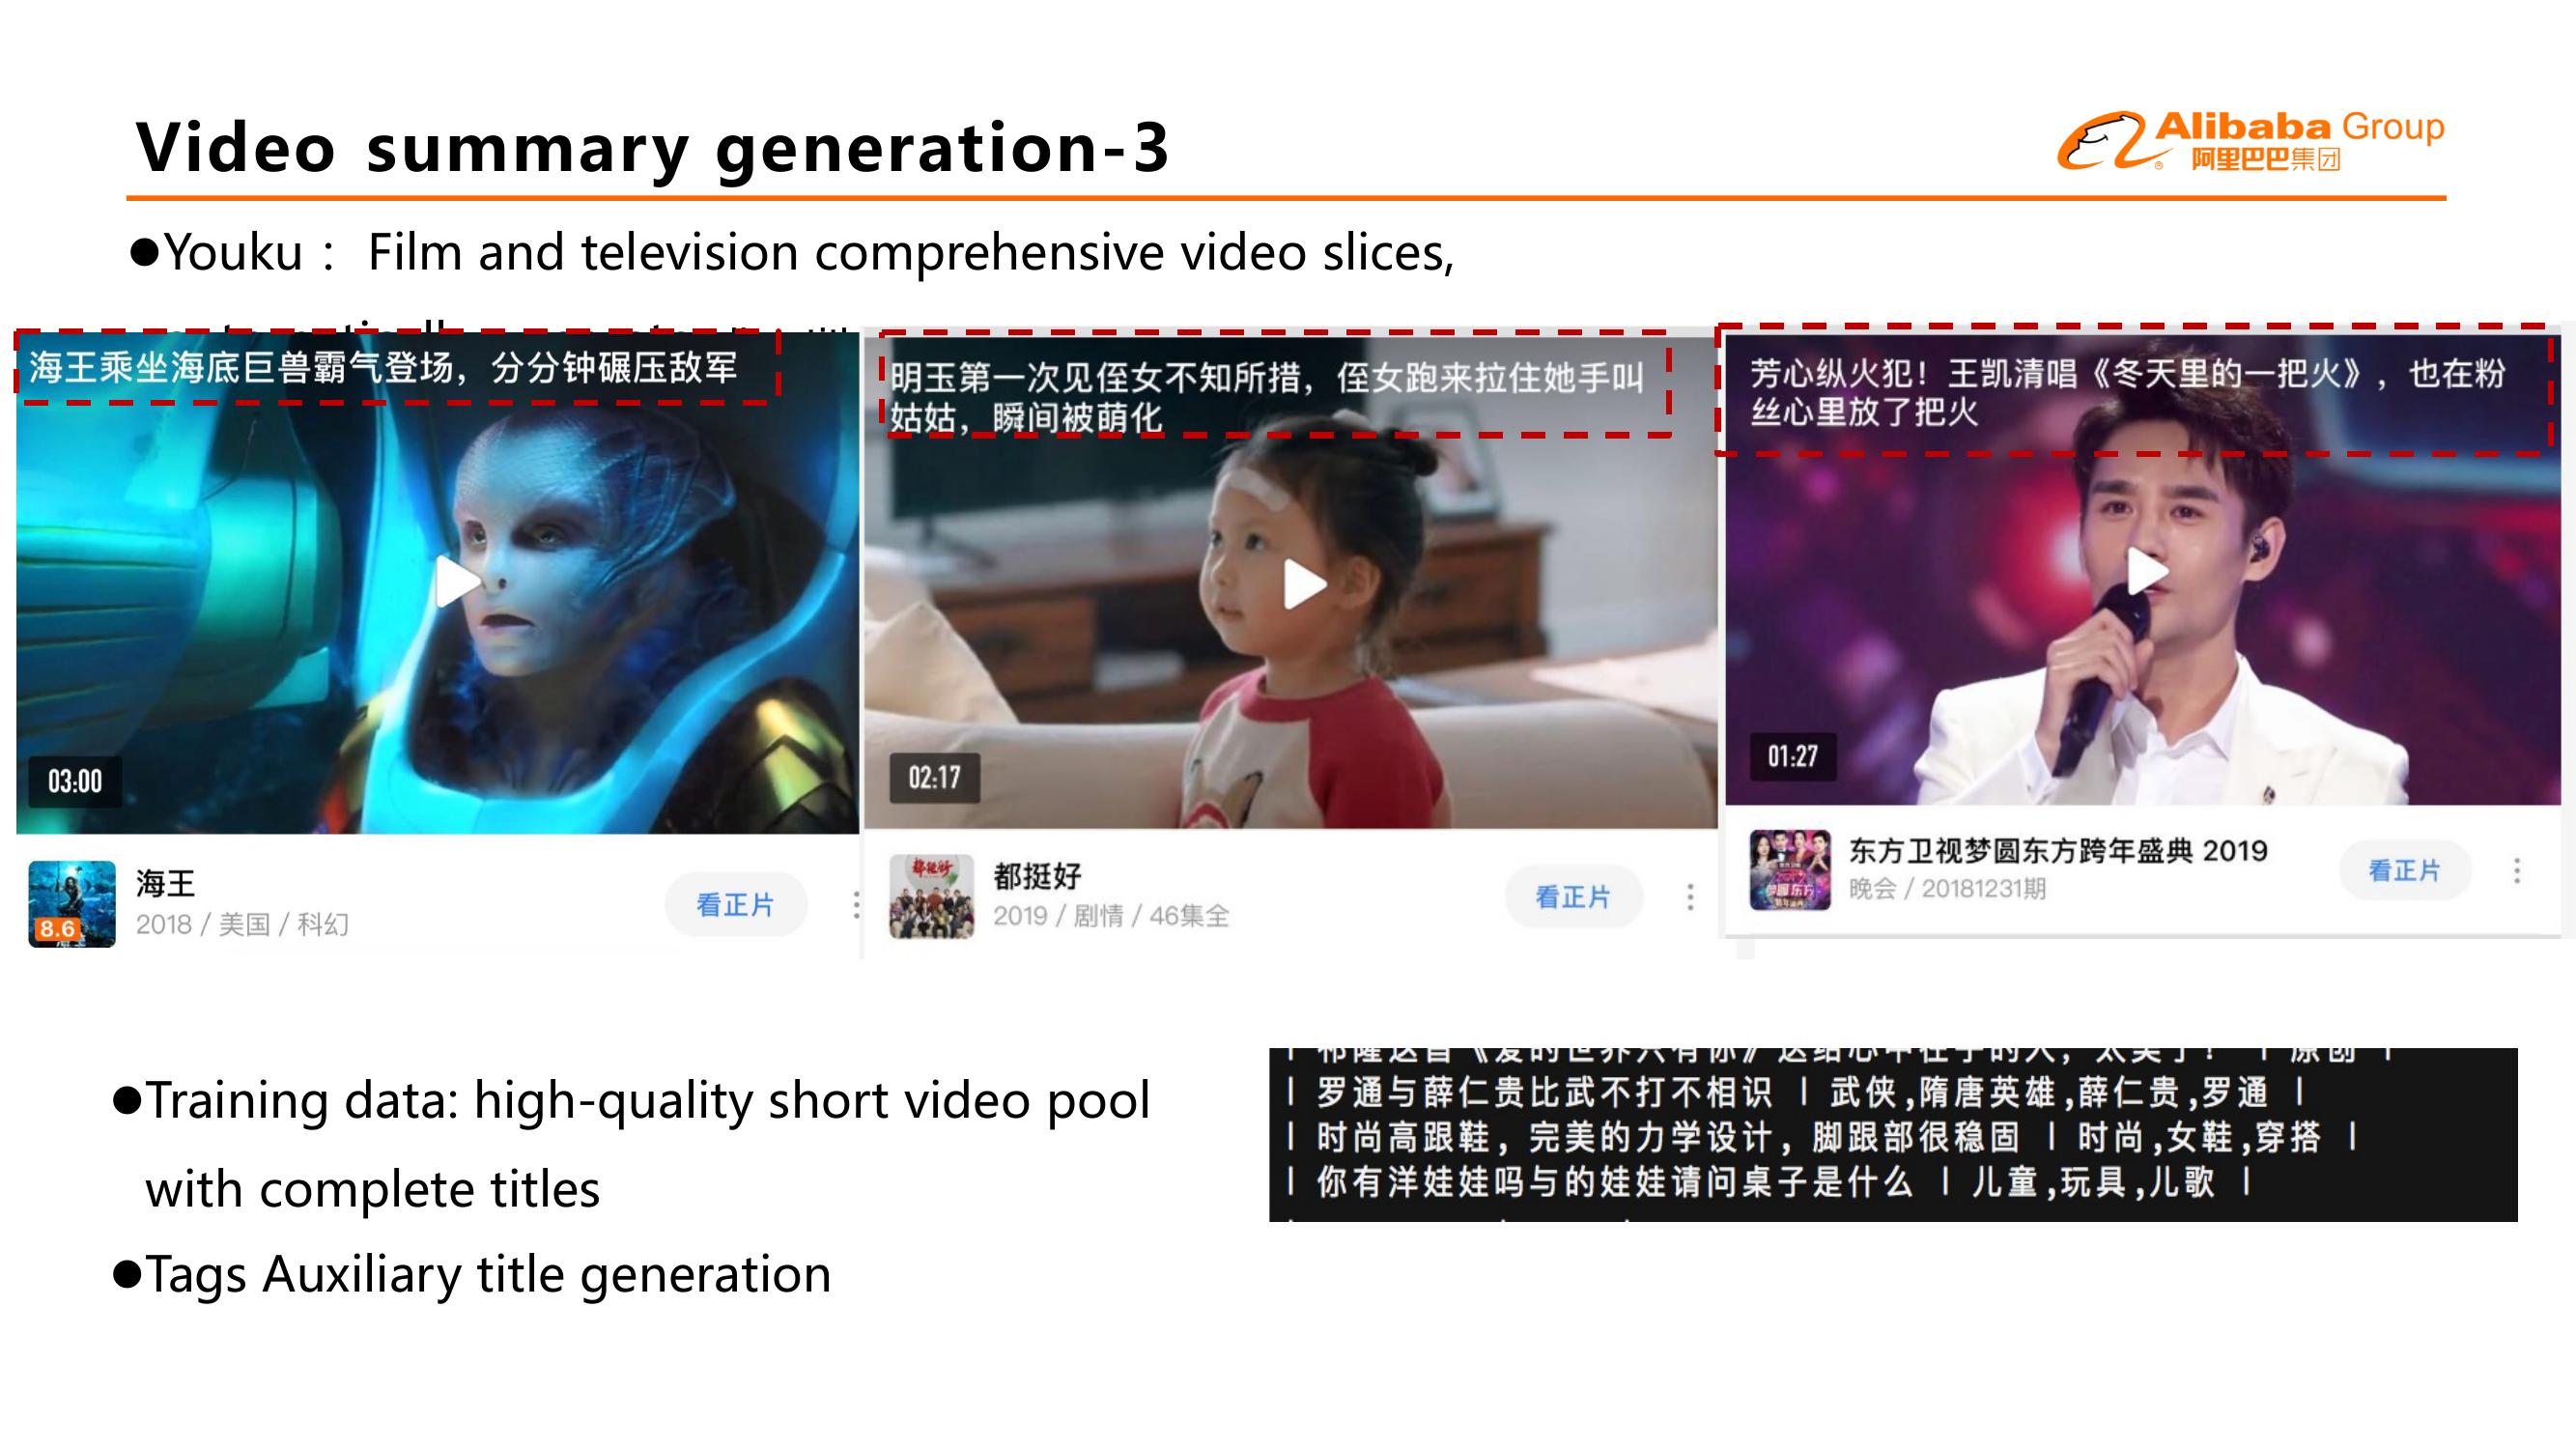 Video summary generation-3
Alibaba Group
阿里巴巴集团
●Youku： Film and television comprehensive video slices,
海王乘坐海底巨兽霸气登场，分分钟碾压敌军
03:00
海王
8.6
2018 / 美国 / 科幻
看正片
明玉第一次见侄女不知所措，侄女跑来拉住她手叫
姑姑，瞬间被萌化
02:17
都挺好
2019 / 剧情 / 46集全
看正片
芳心纵火犯！王凯清唱《冬天里的一把火》，也在粉
丝心里放了把火
01:27
东方卫视梦圆东方跨年盛典 2019
晚会 / 20181231期
看正片
●Training data: high-quality short video pool
with complete titles
●Tags Auxiliary title generation
| 罗通与薛仁贵比武不打不相识 | 武侠,隋唐英雄,薛仁贵,罗通 |
| 时尚高跟鞋，完美的力学设计，脚跟部很稳固 | 时尚,女鞋,穿搭 |
| 你有洋娃娃吗与的娃娃请问桌子是什么 | 儿童,玩具,儿歌 |